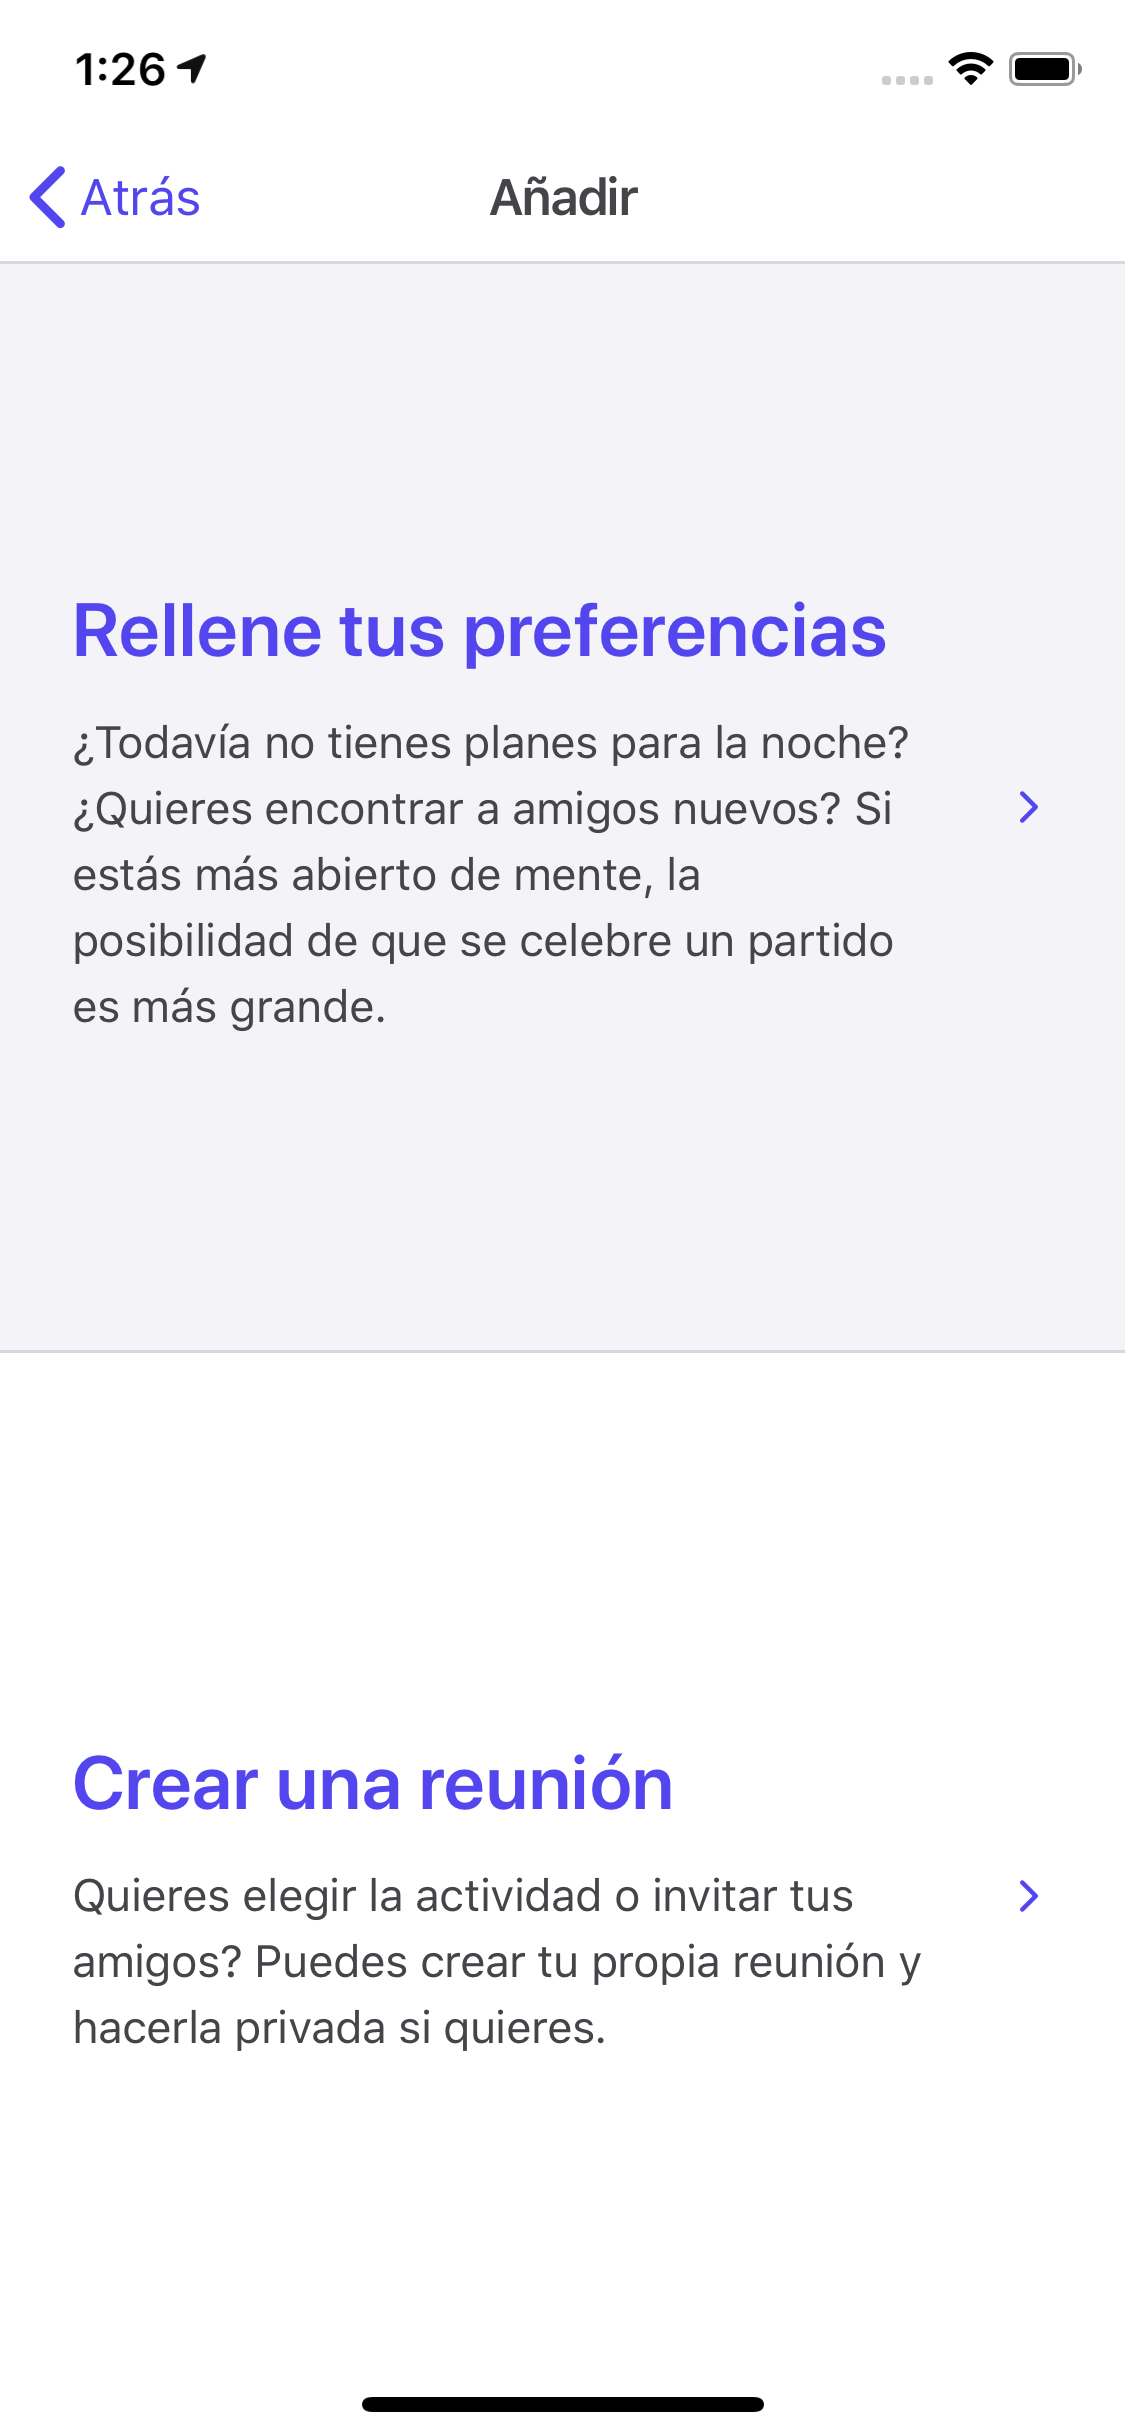 1:26
Atrás
Añadir
Rellene tus preferencias
¿Todavía no tienes planes para la noche?
¿Quieres encontrar a amigos nuevos? Si
estás más abierto de mente, la
posibilidad de que se celebre un partido
es más grande.
Crear una reunión
Quieres elegir la actividad o invitar tus
amigos? Puedes crear tu propia reunión y
hacerla privada si quieres.